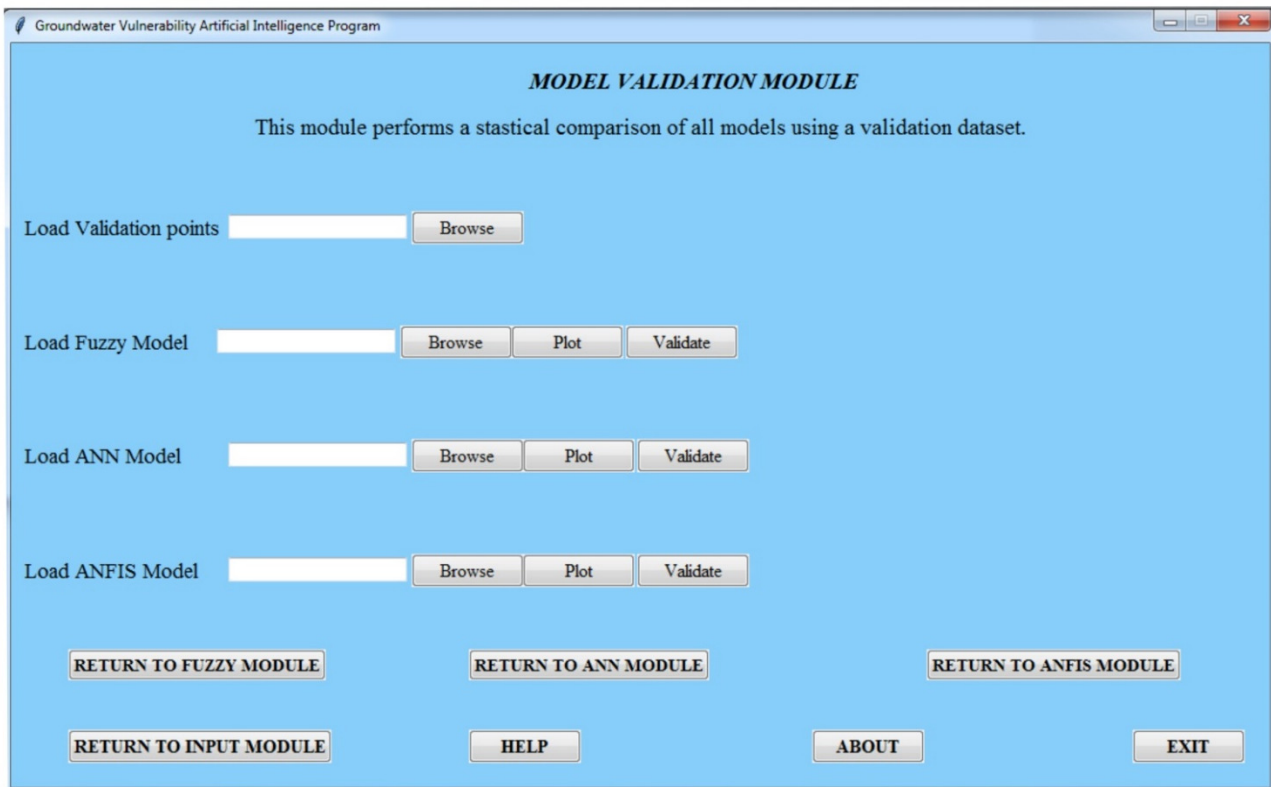 Groundwater Vulnerability Artificial Intelligence Program
MODEL VALIDATION MODULE
This module performs a stastical comparison of all models using a validation dataset.
Load Validation points Browse
Load Fuzzy Model Browse Plot Validate
Load ANN Model Browse Plot Validate
Load ANFIS Model Browse Plot Validate
RETURN TO FUZZY MODULE RETURN TO ANN MODULE RETURN TO ANFIS MODULE
RETURN TO INPUT MODULE HELP ABOUT EXIT